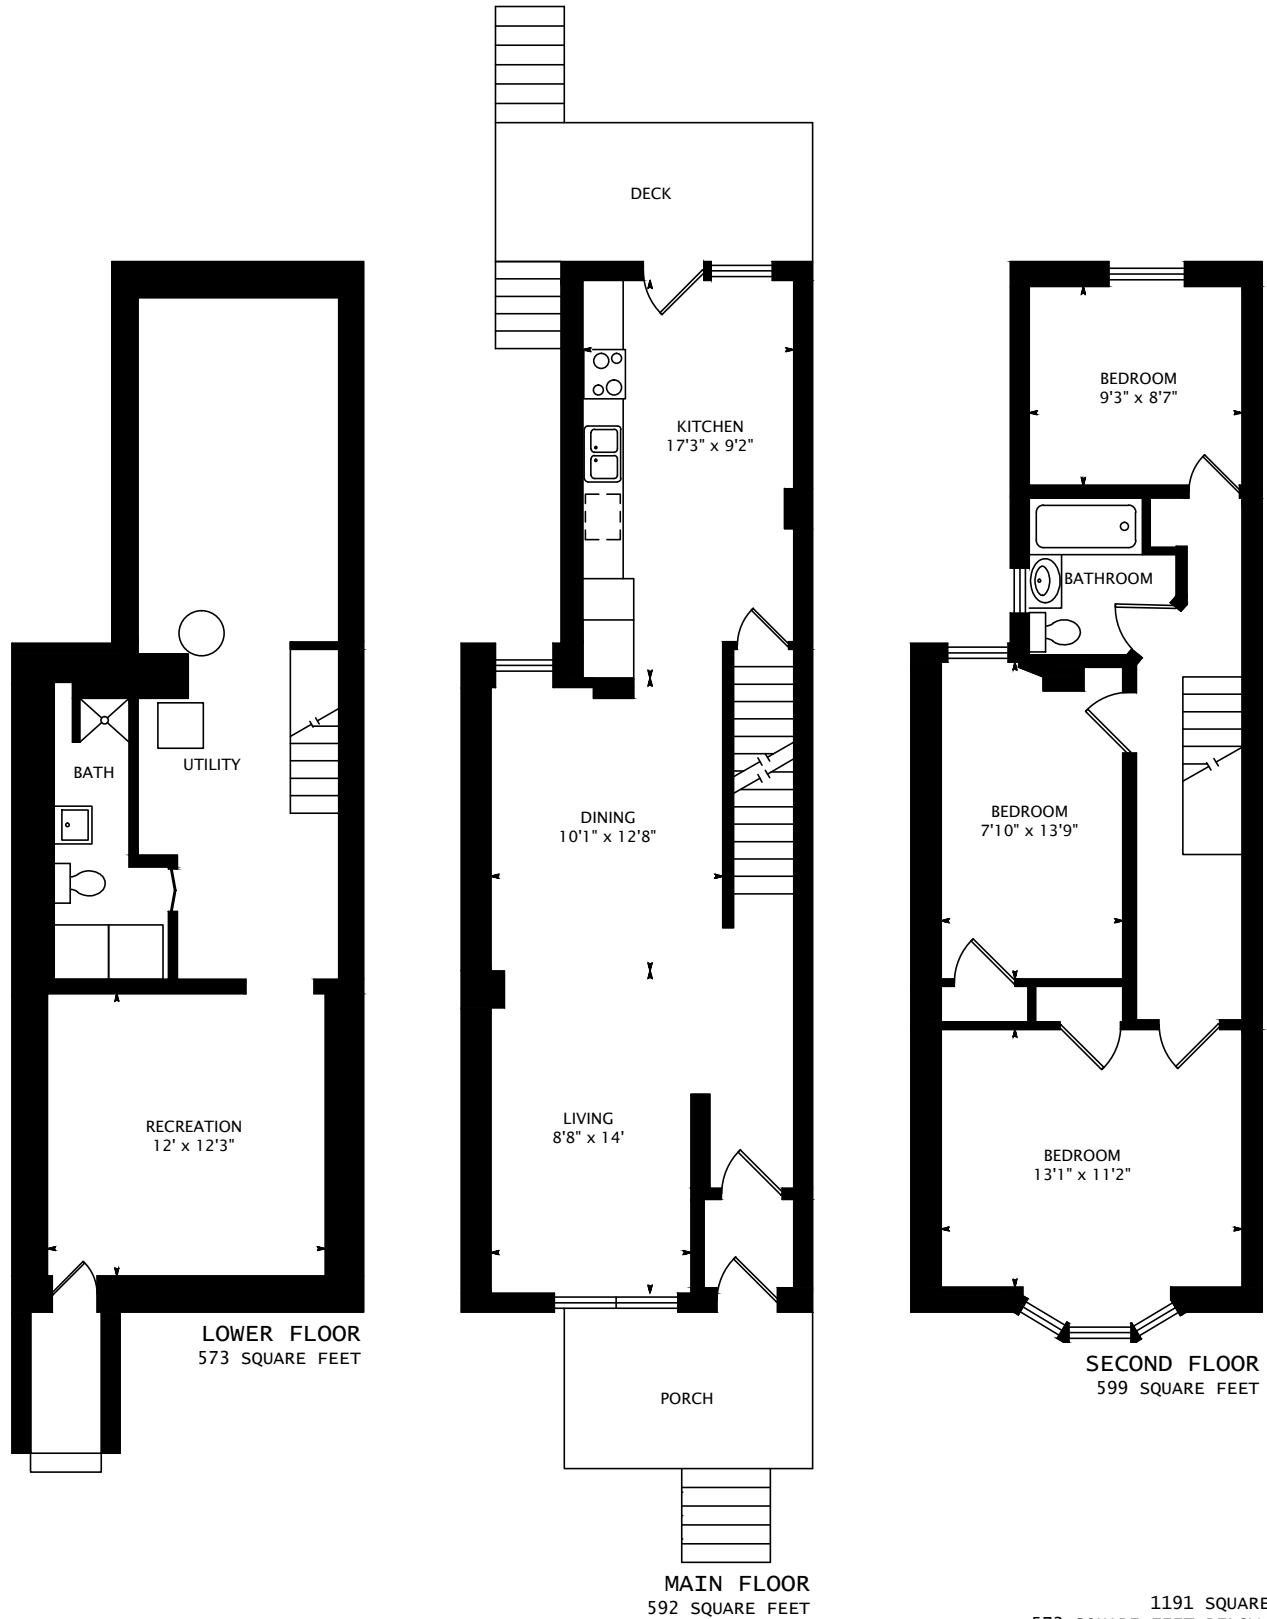 DECK
KITCHEN
17'3" x 9'2"
DINING
10'1" x 12'8"
LIVING
8'8" x 14'
PORCH
MAIN FLOOR
592 SQUARE FEET
BATH
UTILITY
RECREATION
12' x 12'3"
LOWER FLOOR
573 SQUARE FEET
BEDROOM
9'3" x 8'7"
BATHROOM
BEDROOM
7'10" x 13'9"
BEDROOM
13'1" x 11'2"
SECOND FLOOR
599 SQUARE FEET
1191 SQUARE